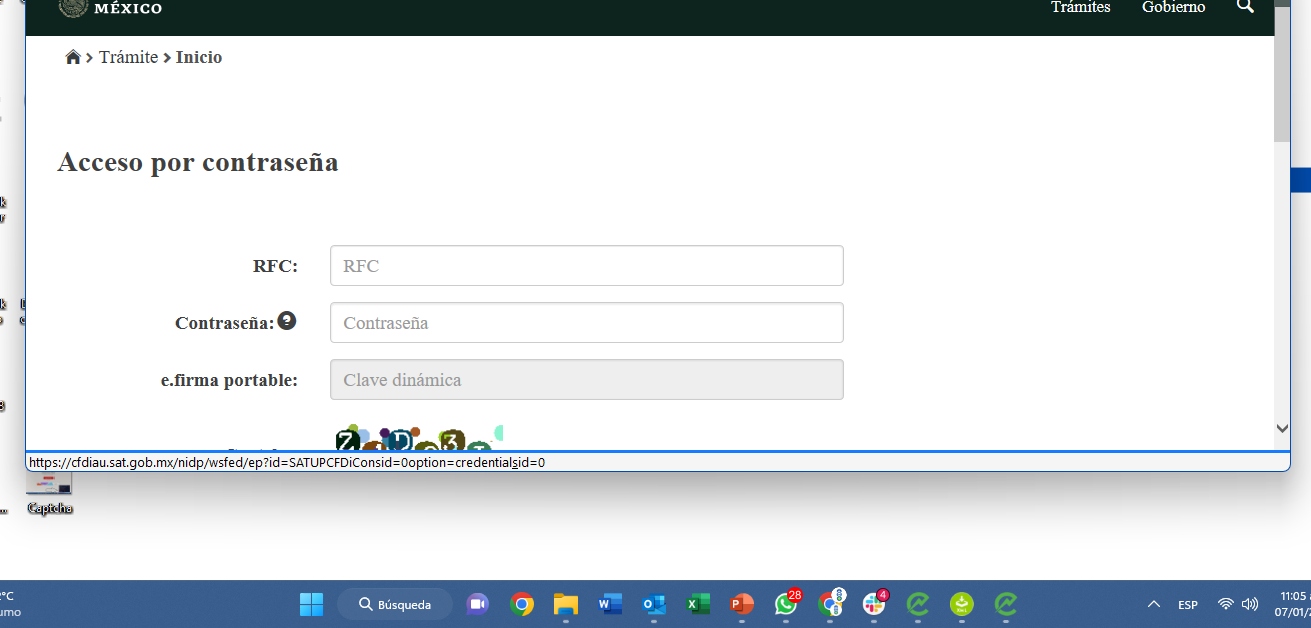 MÉXICO
Trámites Gobierno
Trámite > Inicio
Acceso por contraseña
RFC:
RFC
Contraseña:
Contraseña
e.firma portable:
Clave dinámica
https://cfdiau.sat.gob.mx/nidp/wsfed/ep?id=SATUPCFDiConsid=0option=credentialsid=0
Captcha
Búsqueda
28
4
ESP
11:05
07/01/